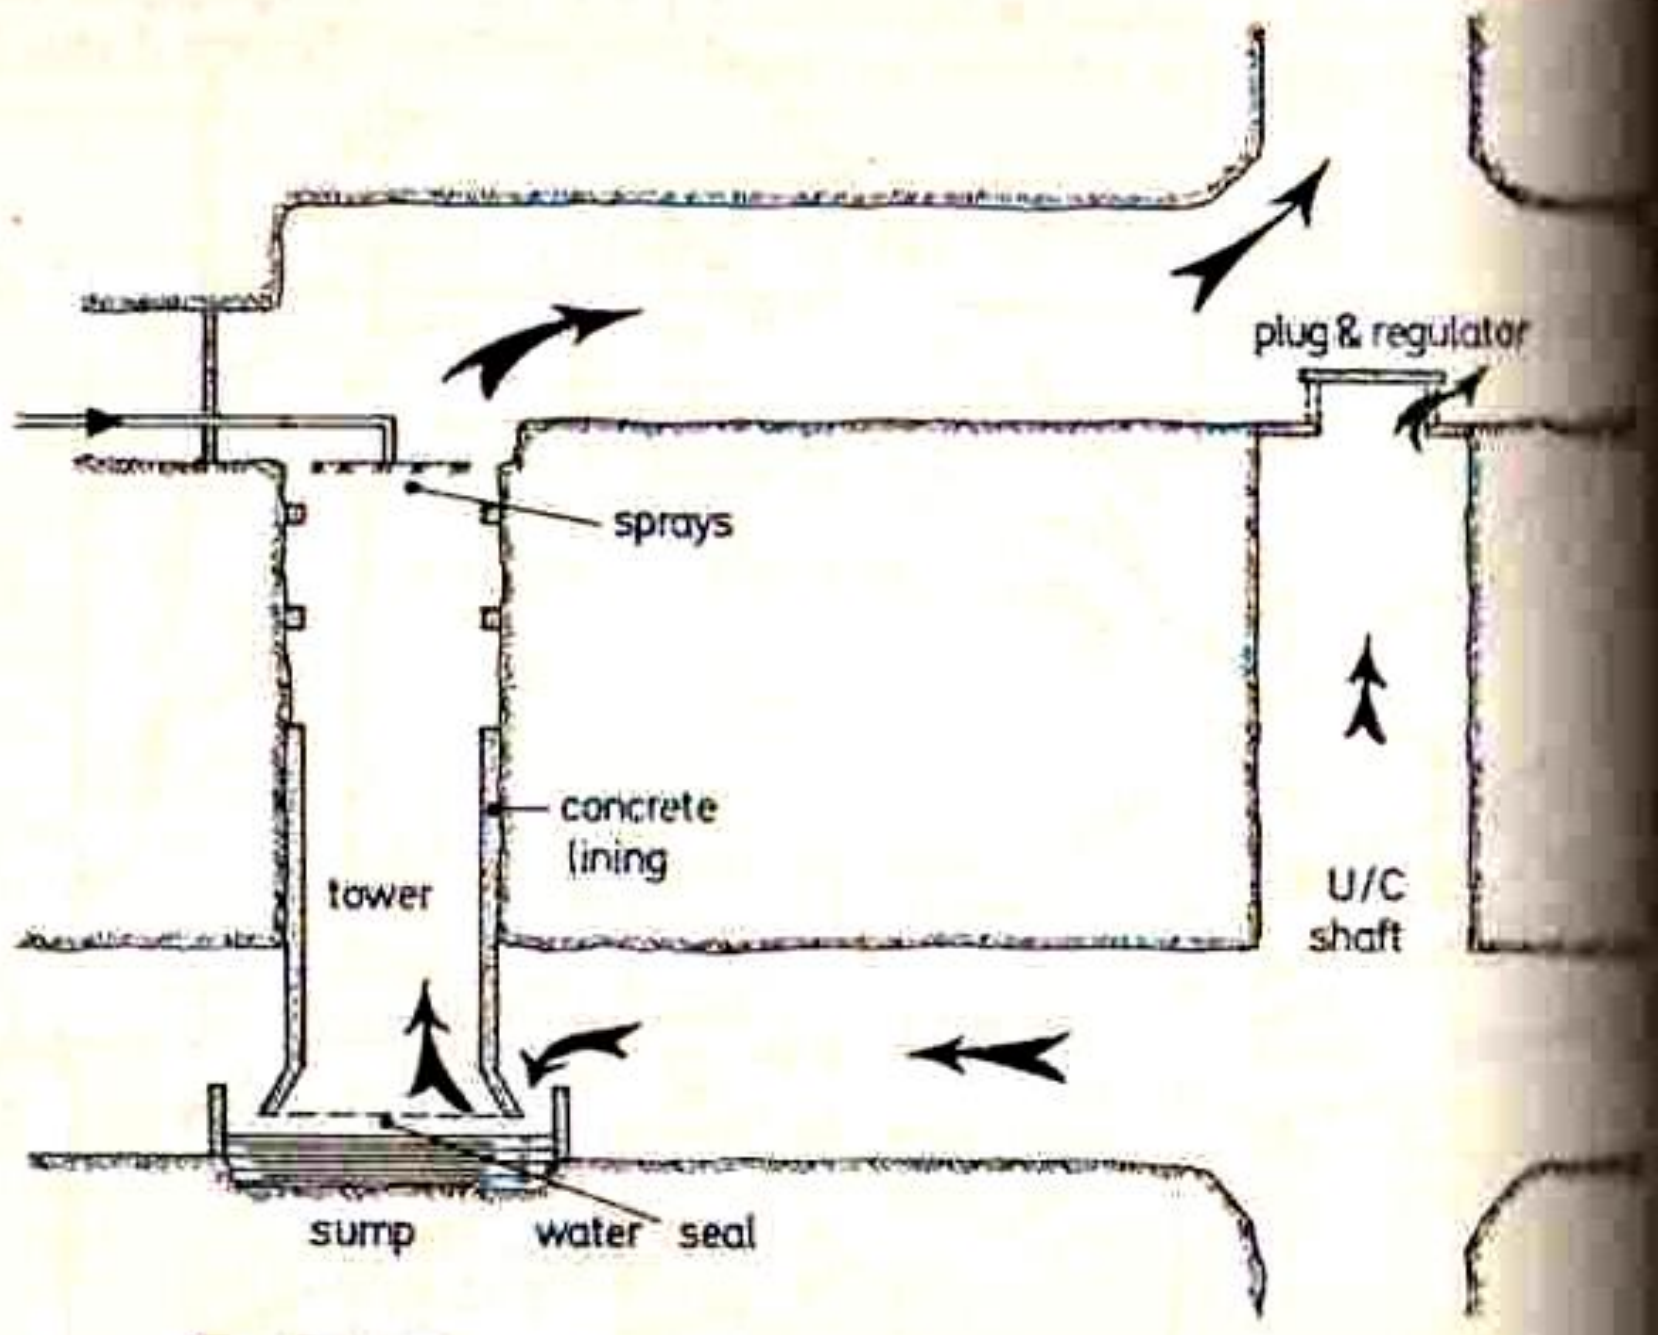 plug & regulator
sprays
concrete
lining
tower
U/C
shaft
sump
water seal